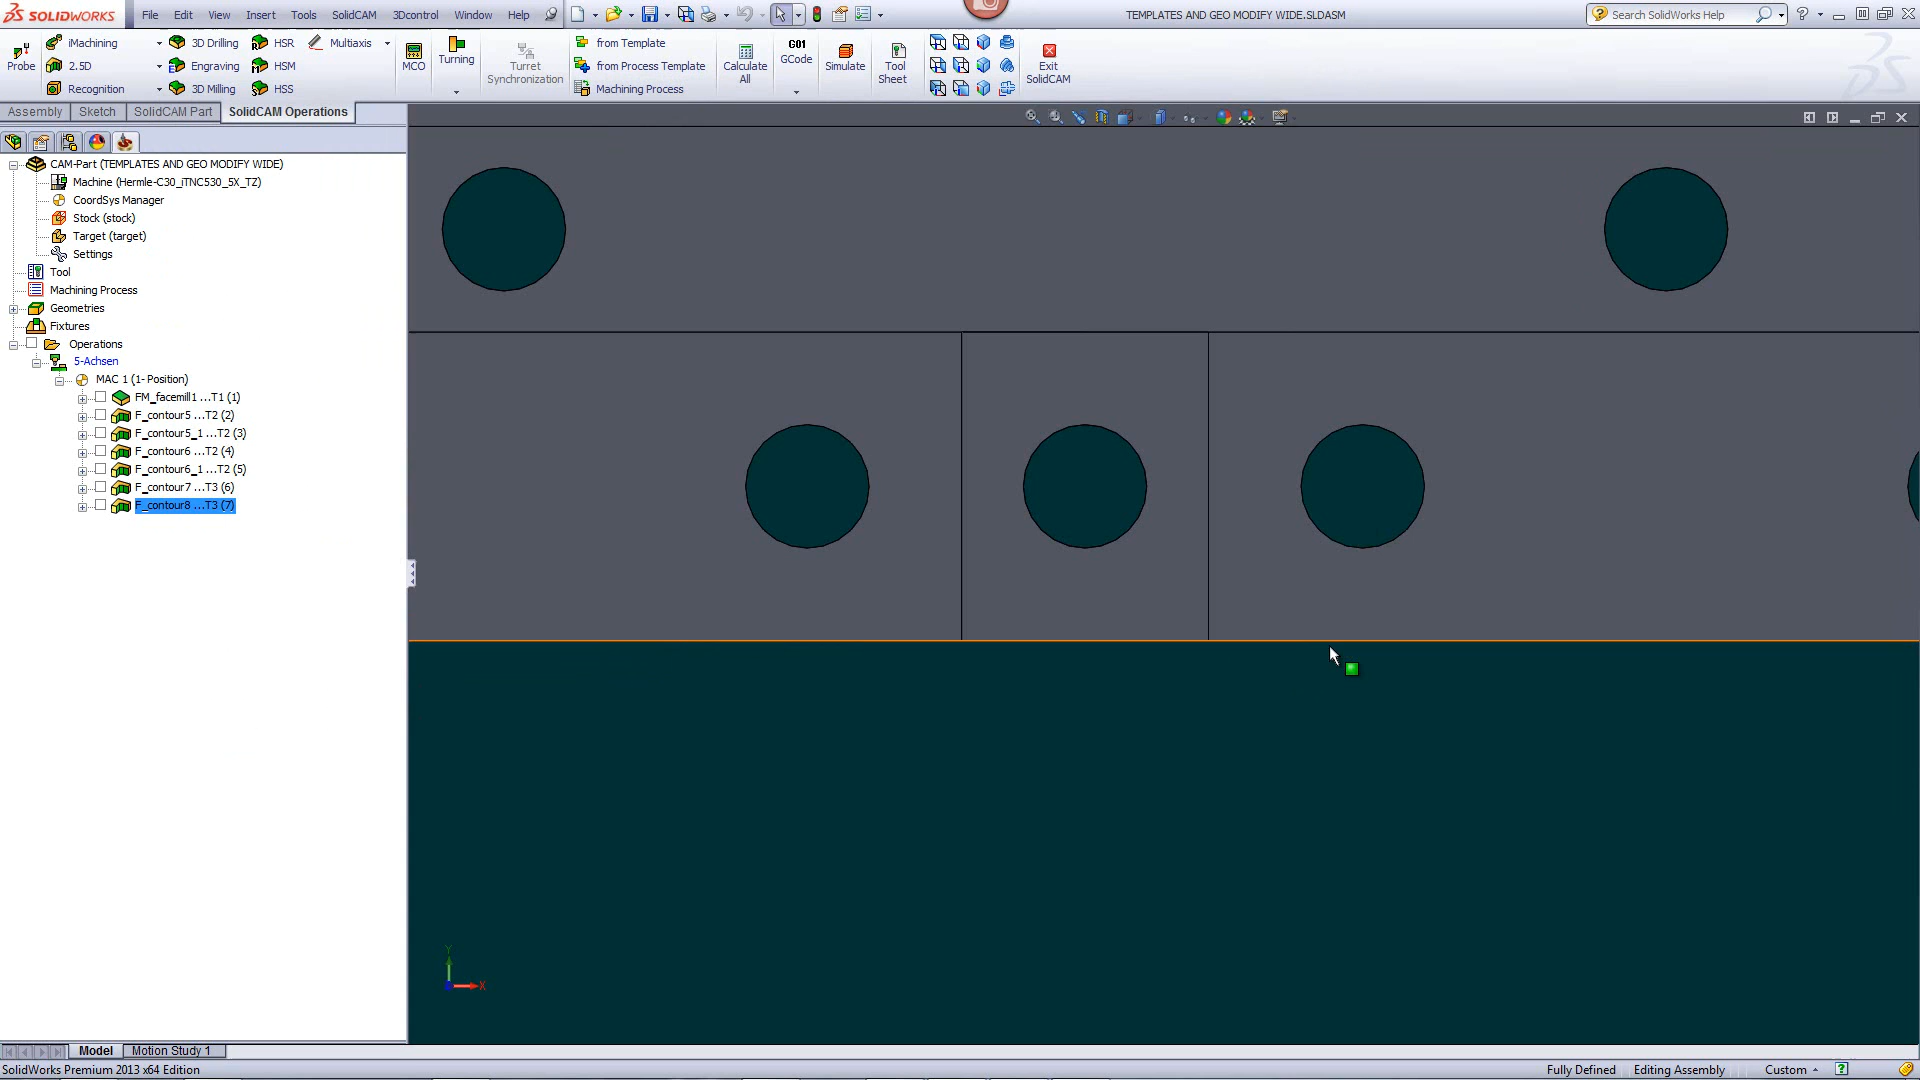 SOLIDWORKS File Edit View Insert Tools SolidCAM 3Dcontrol Window Help TEMPLATES AND GEO MODIFY WIDE.SLDASM Search SolidWorks Help
Probe iMachining 2.5D Recognition 3D Drilling Engraving 3D Milling HSR HSM HSS Multiaxis MCO Turning Turret Synchronization from Template from Process Template Machining Process Calculate All G01 GCode Simulate Tool Sheet Exit SolidCAM
Assembly Sketch SolidCAM Part SolidCAM Operations
CAM-Part (TEMPLATES AND GEO MODIFY WIDE)
Machine (Hermle-C30_iTNC530_5X_TZ)
CoordSys Manager
Stock (stock)
Target (target)
Settings
Tool
Machining Process
Geometries
Fixtures
Operations
5-Achsen
MAC 1 (1- Position)
FM_facemill1 ...T1 (1)
F_contour5 ...T2 (2)
F_contour5_1 ...T2 (3)
F_contour6 ...T2 (4)
F_contour6_1 ...T2 (5)
F_contour7 ...T3 (6)
F_contour8 ...T3 (7)
Y
X
Model Motion Study 1
SolidWorks Premium 2013 x64 Edition Fully Defined Editing Assembly Custom